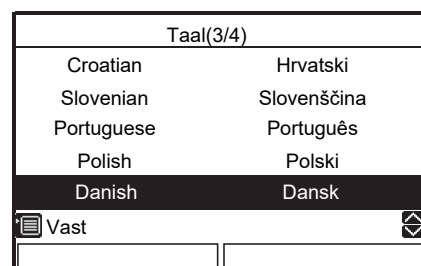 Taal(3/4)
Croatian Hrvatski
Slovenian Slovenščina
Portuguese Português
Polish Polski
Danish Dansk
Vast